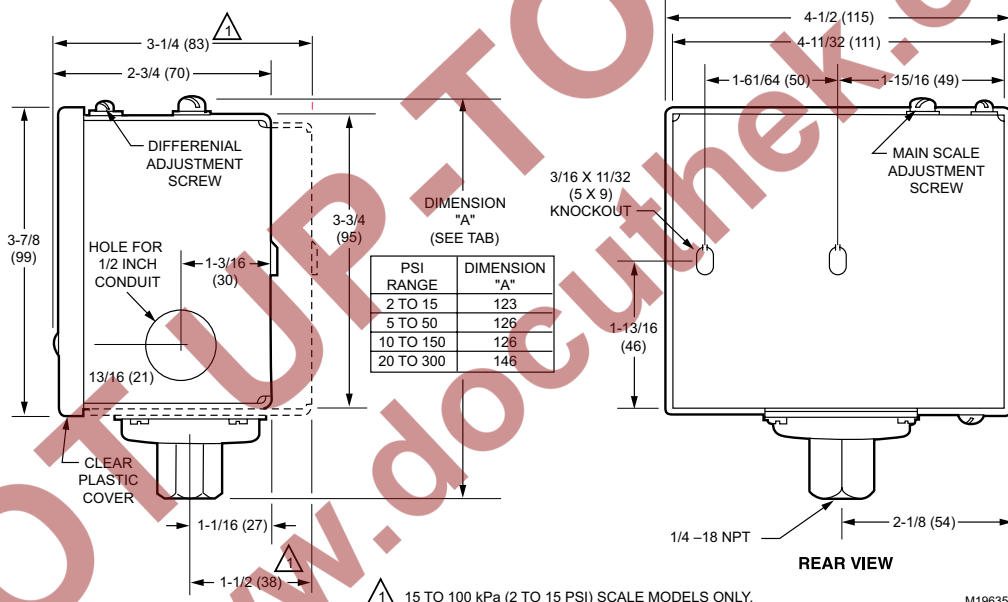 3-1/4 (83)
1
2-3/4 (70)
DIFFERENIAL
ADJUSTMENT
SCREW
3-7/8
(99)
HOLE FOR
1/2 INCH
CONDUIT
1-3/16
(30)
13/16 (21)
3-3/4
(95)
CLEAR
PLASTIC
COVER
1-1/16 (27)
1
1-1/2 (38)
DIMENSION
"A"
(SEE TAB)
PSI RANGE DIMENSION "A"
2 TO 15 123
5 TO 50 126
10 TO 150 126
20 TO 300 146
4-1/2 (115)
4-11/32 (111)
1-61/64 (50)
1-15/16 (49)
MAIN SCALE
ADJUSTMENT
SCREW
3/16 X 11/32
(5 X 9)
KNOCKOUT
1-13/16
(46)
1/4 –18 NPT
2-1/8 (54)
REAR VIEW
1 15 TO 100 kPa (2 TO 15 PSI) SCALE MODELS ONLY.
M19635
OT UP-TO
www.docuthek.c